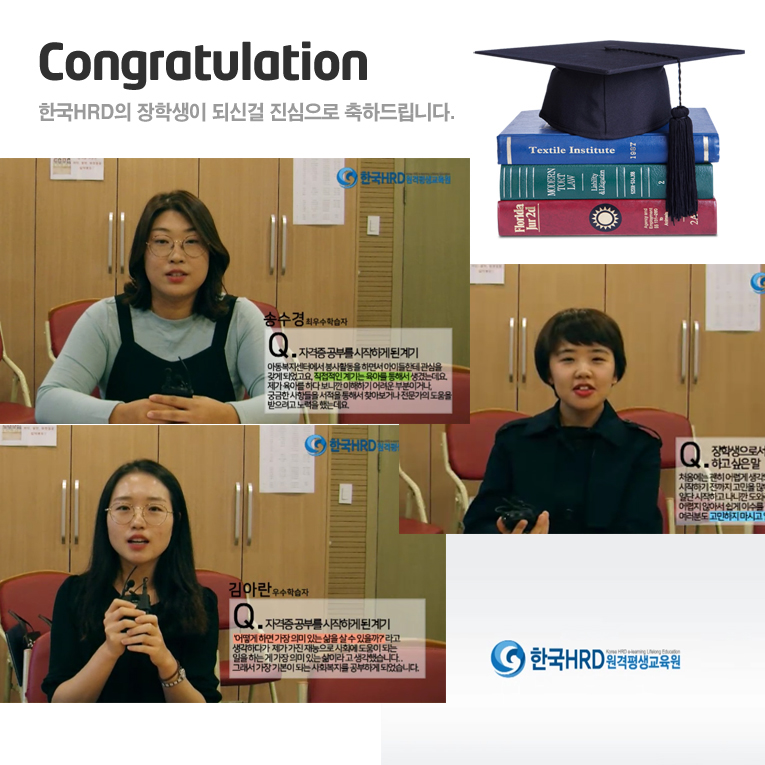 Congratulation
한국HRD의 장학생이 되신걸 진심으로 축하드립니다.
Textile Institute 1987
MODERN TORT LAW
Liability & Litigation
2
Florida Jur 2d
2A
한국HRD 원격평생교육원
송수경 최우수학습자
Q. 자격증 공부를 시작하게 된 계기
아동복지센터에서 봉사활동을 하면서 아이들한테 관심을
갖게 되었고요, 직접적인 계기는 육아를 통해서 생겼는데요.
제가 육아를 하다 보니깐 이해하기 어려운 부분이거나,
궁금한 사항들을 서적을 통해서 찾아보거나 전문가의 도움을
받으려고 노력을 했는데요.
Q. 장학생으로서
하고 싶은 말
처음에는 괜히 어렵게 생각
시작하기 전까지 고민을 많
일단 시작하고 나니깐 도와
어렵지 않아서 쉽게 이수를
여러분도 고민하지 마시고
한국HRD 원격평
김아란 우수학습자
Q. 자격증 공부를 시작하게 된 계기
'어떻게 하면 가장 의미 있는 삶을 살 수 있을까?' 라고
생각하다가 제가 가진 재능으로 사회에 도움이 되는
일을 하는 게 가장 의미 있는 삶이라 고 생각했습니다..
그래서 가장 기본이 되는 사회복지를 공부하게 되었습니다.
Korea HRD e-learning Lifelong Education
한국HRD 원격평생교육원